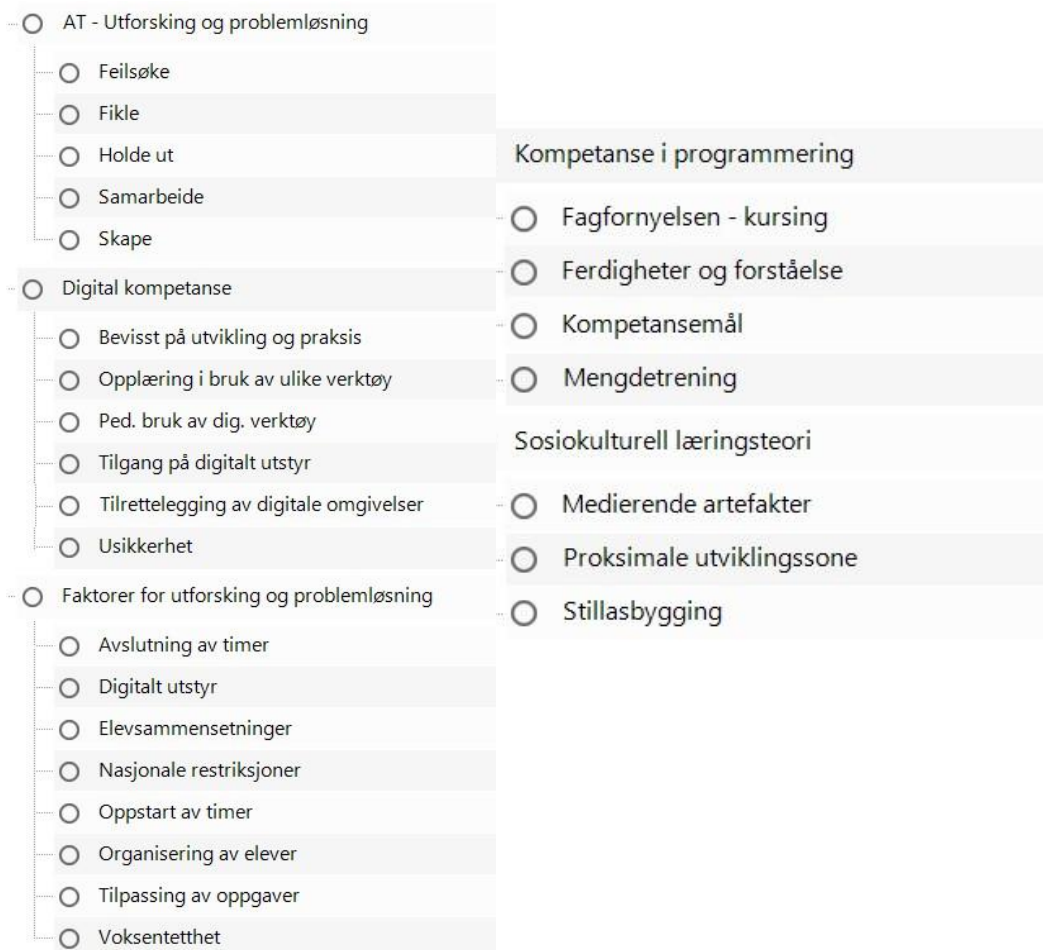 AT - Utforsking og problemløsning
Feilsøke
Fikle
Holde ut
Samarbeide
Skape
Digital kompetanse
Bevisst på utvikling og praksis
Opplæring i bruk av ulike verktøy
Ped. bruk av dig. verktøy
Tilgang på digitalt utstyr
Tilrettelegging av digitale omgivelser
Usikkerhet
Faktorer for utforsking og problemløsning
Avslutning av timer
Digitalt utstyr
Elevsammensetninger
Nasjonale restriksjoner
Oppstart av timer
Organisering av elever
Tilpassing av oppgaver
Voksentetthet
Kompetanse i programmering
Fagfornyelsen - kursing
Ferdigheter og forståelse
Kompetansemål
Mengdetrening
Sosiokulturell læringsteori
Medierende artefakter
Proksimale utviklingssone
Stillasbygging